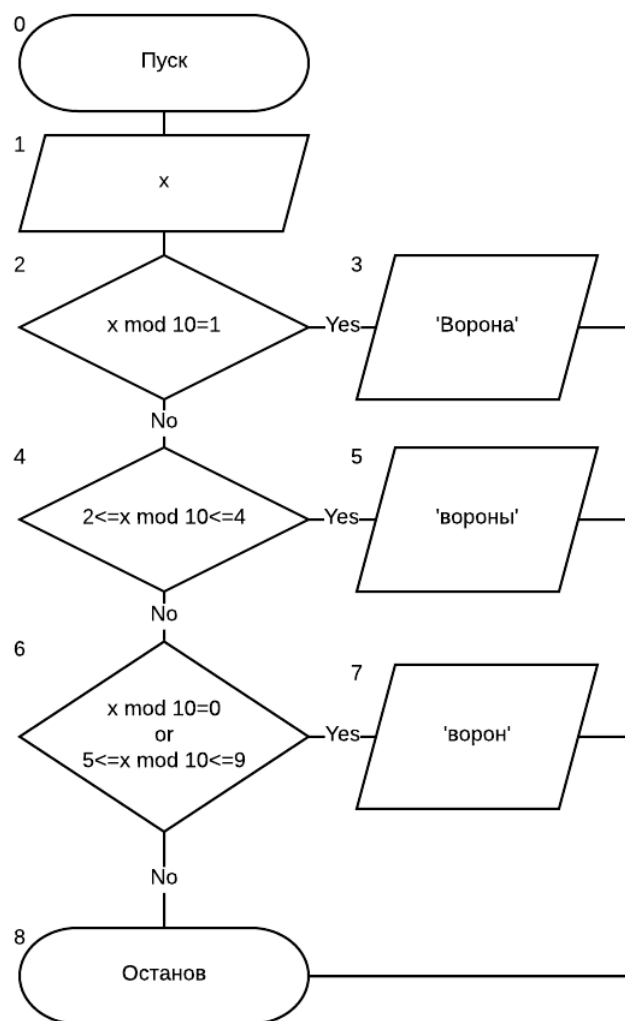 0
Пуск
1
x
2
x mod 10=1
Yes
3
'Ворона'
No
4
2<=x mod 10<=4
Yes
5
'вороны'
No
6
x mod 10=0
or
5<=x mod 10<=9
Yes
7
'ворон'
No
8
Останов